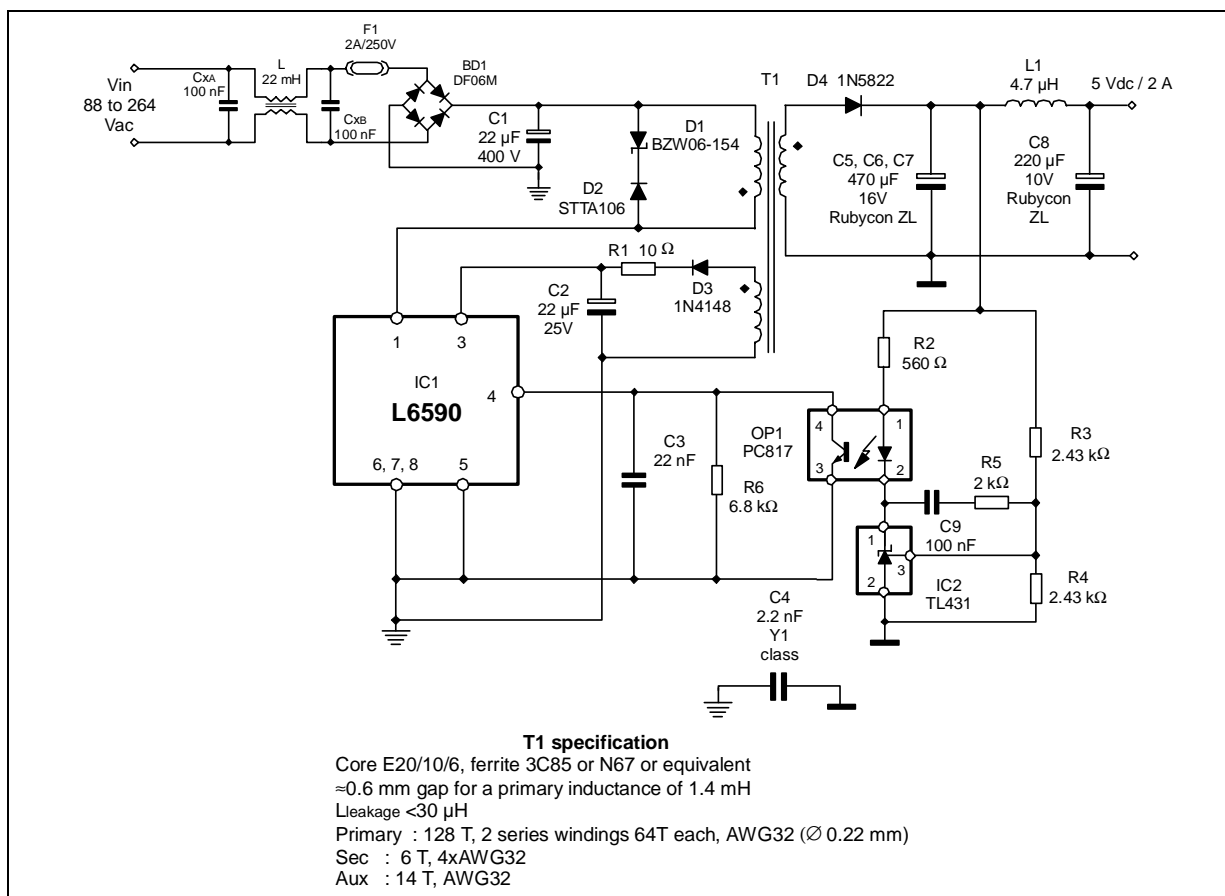 F1
2A/250V
Vin
88 to 264
Vac
CxA
100 nF
L
22 mH
CxB
100 nF
BD1
DF06M
C1
22 µF
400 V
D1
BZW06-154
D2
STTA106
T1
D4 1N5822
L1
4.7 µH
5 Vdc / 2 A
C5, C6, C7
470 µF
16V
Rubycon ZL
C8
220 µF
10V
Rubycon
ZL
R1 10 Ω
C2
22 µF
25V
D3
1N4148
1
3
IC1
L6590
4
6, 7, 8
5
C3
22 nF
R6
6.8 kΩ
OP1
PC817
4
3
1
2
R2
560 Ω
R3
2.43 kΩ
R5
2 kΩ
C9
100 nF
1
3
2
IC2
TL431
R4
2.43 kΩ
C4
2.2 nF
Y1
class
T1 specification
Core E20/10/6, ferrite 3C85 or N67 or equivalent
≈0.6 mm gap for a primary inductance of 1.4 mH
Lleakage <30 µH
Primary : 128 T, 2 series windings 64T each, AWG32 (∅ 0.22 mm)
Sec : 6 T, 4xAWG32
Aux : 14 T, AWG32